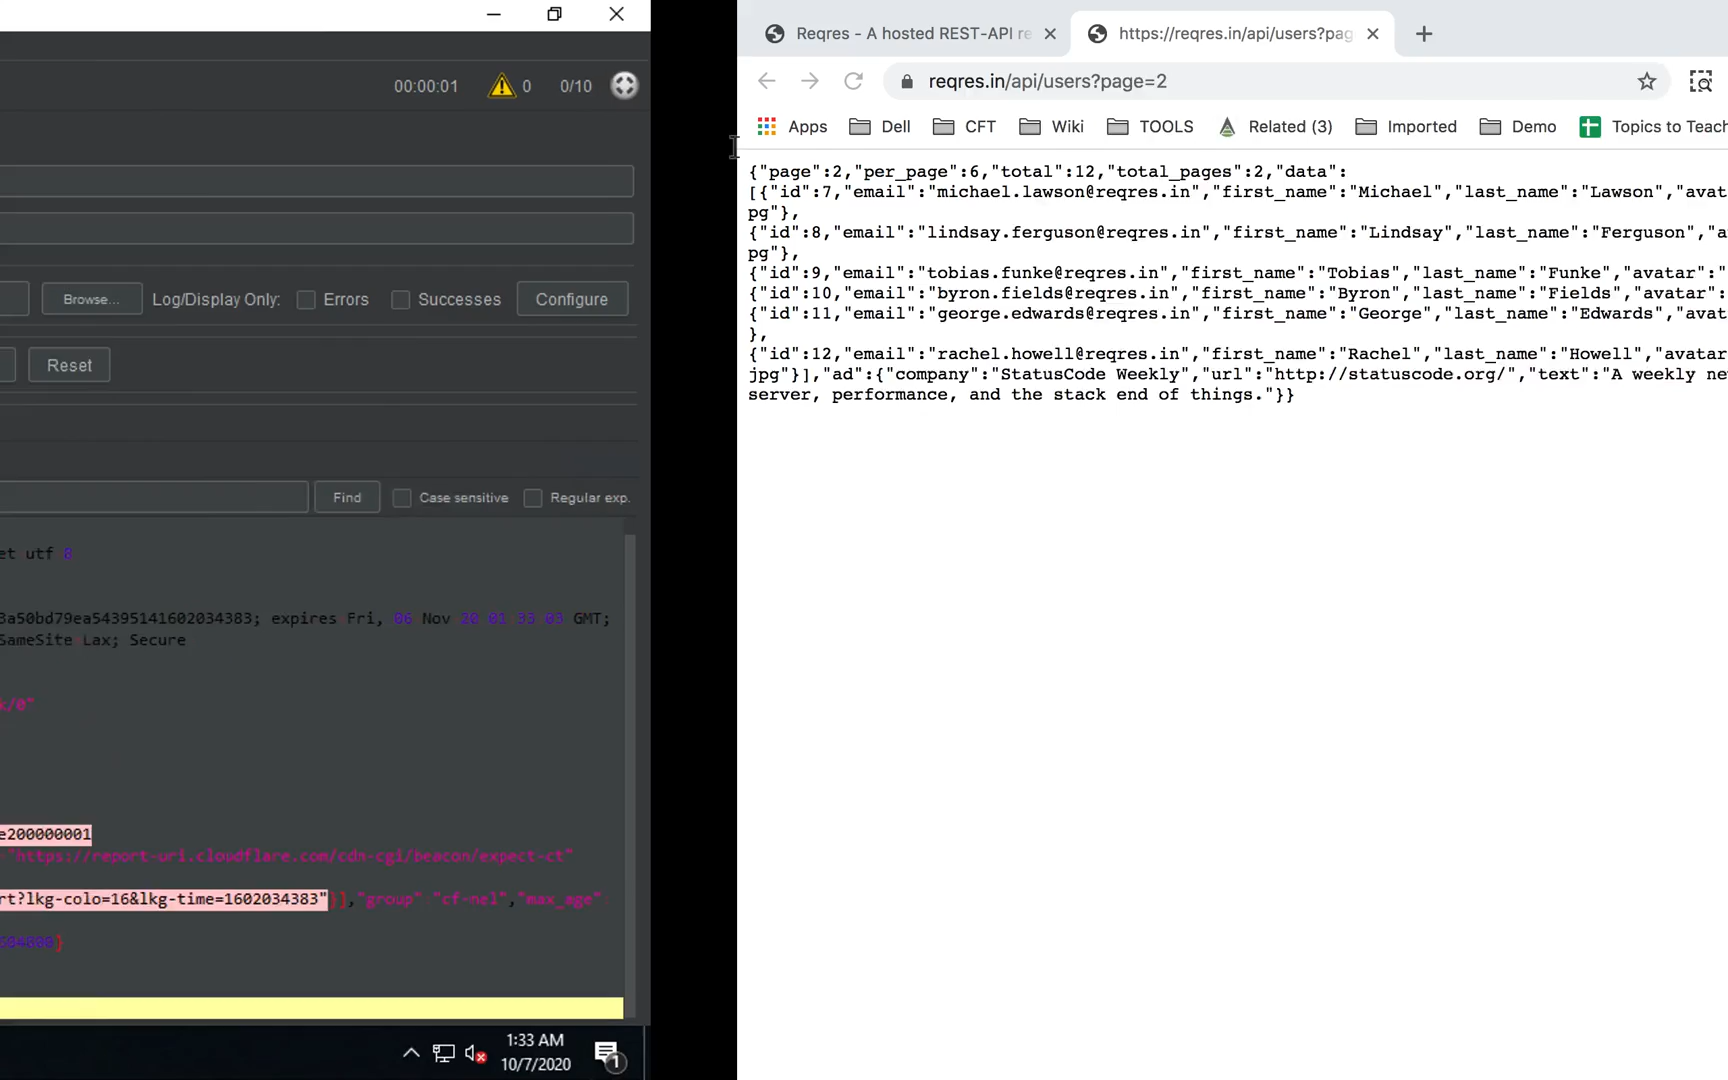 00:00:01 0 0/10
Browse... Log/Display Only: Errors Successes Configure
Reset
Find Case sensitive Regular exp.
et utf 8
3a50bd79ea54395141602034383; expires Fri, 06 Nov 20 01 33 03 GMT;
SameSite Lax; Secure
k/0"
e200000001
"https://report-uri.cloudflare.com/cdn-cgi/beacon/expect-ct"
rt?lkg-colo=16&lkg-time=1602034383"}],"group" "cf-nel","max_age":
604800}
1:33 AM
10/7/2020
1
Reqres - A hosted REST-API re
https://reqres.in/api/users?pag
reqres.in/api/users?page=2
Apps Dell CFT Wiki TOOLS Related (3) Imported Demo Topics to Teach
{"page":2,"per_page":6,"total":12,"total_pages":2,"data":
[{"id":7,"email":"michael.lawson@reqres.in","first_name":"Michael","last_name":"Lawson","avata
pg"},
{"id":8,"email":"lindsay.ferguson@reqres.in","first_name":"Lindsay","last_name":"Ferguson","a
pg"},
{"id":9,"email":"tobias.funke@reqres.in","first_name":"Tobias","last_name":"Funke","avatar":"
{"id":10,"email":"byron.fields@reqres.in","first_name":"Byron","last_name":"Fields","avatar":
{"id":11,"email":"george.edwards@reqres.in","first_name":"George","last_name":"Edwards","avat
},
{"id":12,"email":"rachel.howell@reqres.in","first_name":"Rachel","last_name":"Howell","avatar
jpg"}],"ad":{"company":"StatusCode Weekly","url":"http://statuscode.org/","text":"A weekly ne
server, performance, and the stack end of things."}}